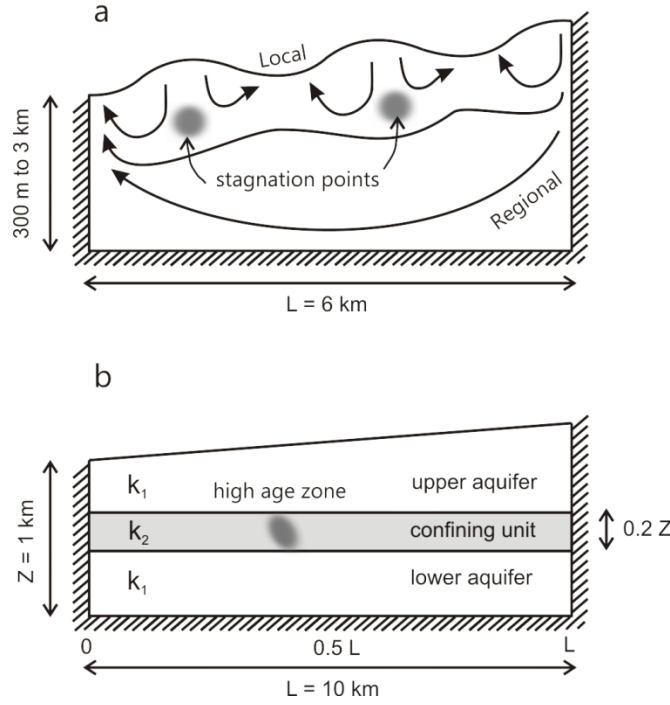 a
Local
300 m to 3 km
stagnation points
Regional
L = 6 km
b
Z = 1 km
k₁
high age zone
upper aquifer
k₂
confining unit
0.2 Z
k₁
lower aquifer
0
0.5 L
L
L = 10 km